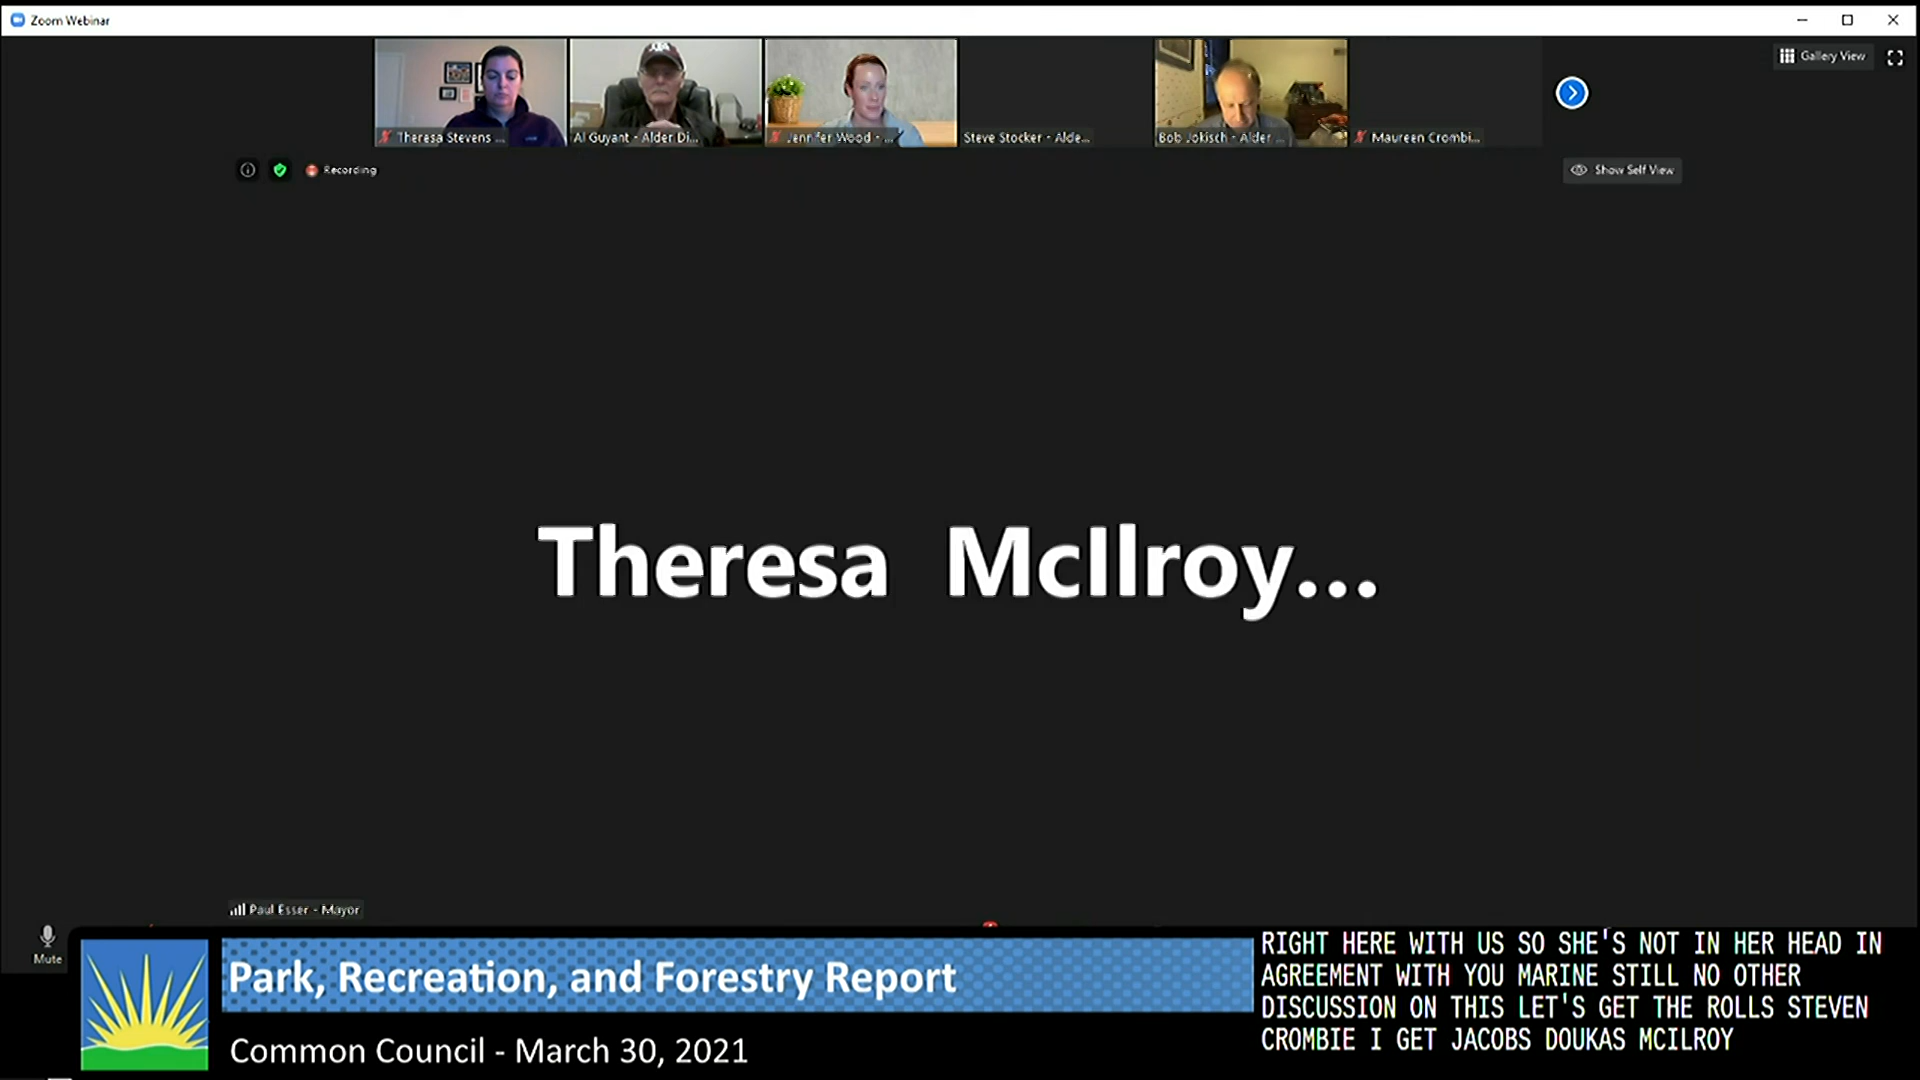 Zoom Webinar
Gallery View
Theresa Stevens ...
Al Guyant - Alder Di...
Jennifer Wood - ...
Steve Stocker - Alde...
Bob Jokisch - Alder ...
Maureen Crombi...
Recording
Show Self View
Theresa McIlroy...
Paul Esser - Mayor
Mute
Park, Recreation, and Forestry Report
Common Council - March 30, 2021
RIGHT HERE WITH US SO SHE'S NOT IN HER HEAD IN
AGREEMENT WITH YOU MARINE STILL NO OTHER
DISCUSSION ON THIS LET'S GET THE ROLLS STEVEN
CROMBIE I GET JACOBS DOUKAS MCILROY